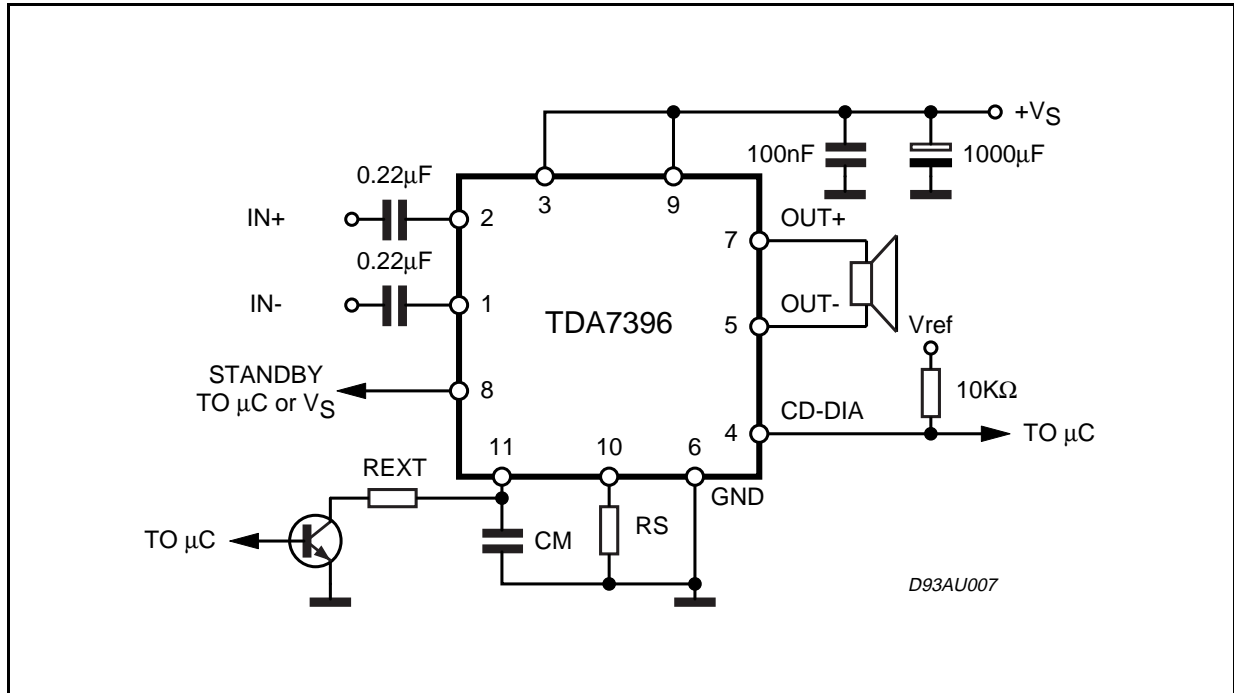 +VS
100nF
1000µF
0.22µF
IN+
2
3
9
OUT+
7
0.22µF
IN-
1
TDA7396
OUT-
5
Vref
STANDBY
TO µC or VS
8
10KΩ
CD-DIA
4
TO µC
11
10
6
REXT
GND
TO µC
CM
RS
D93AU007